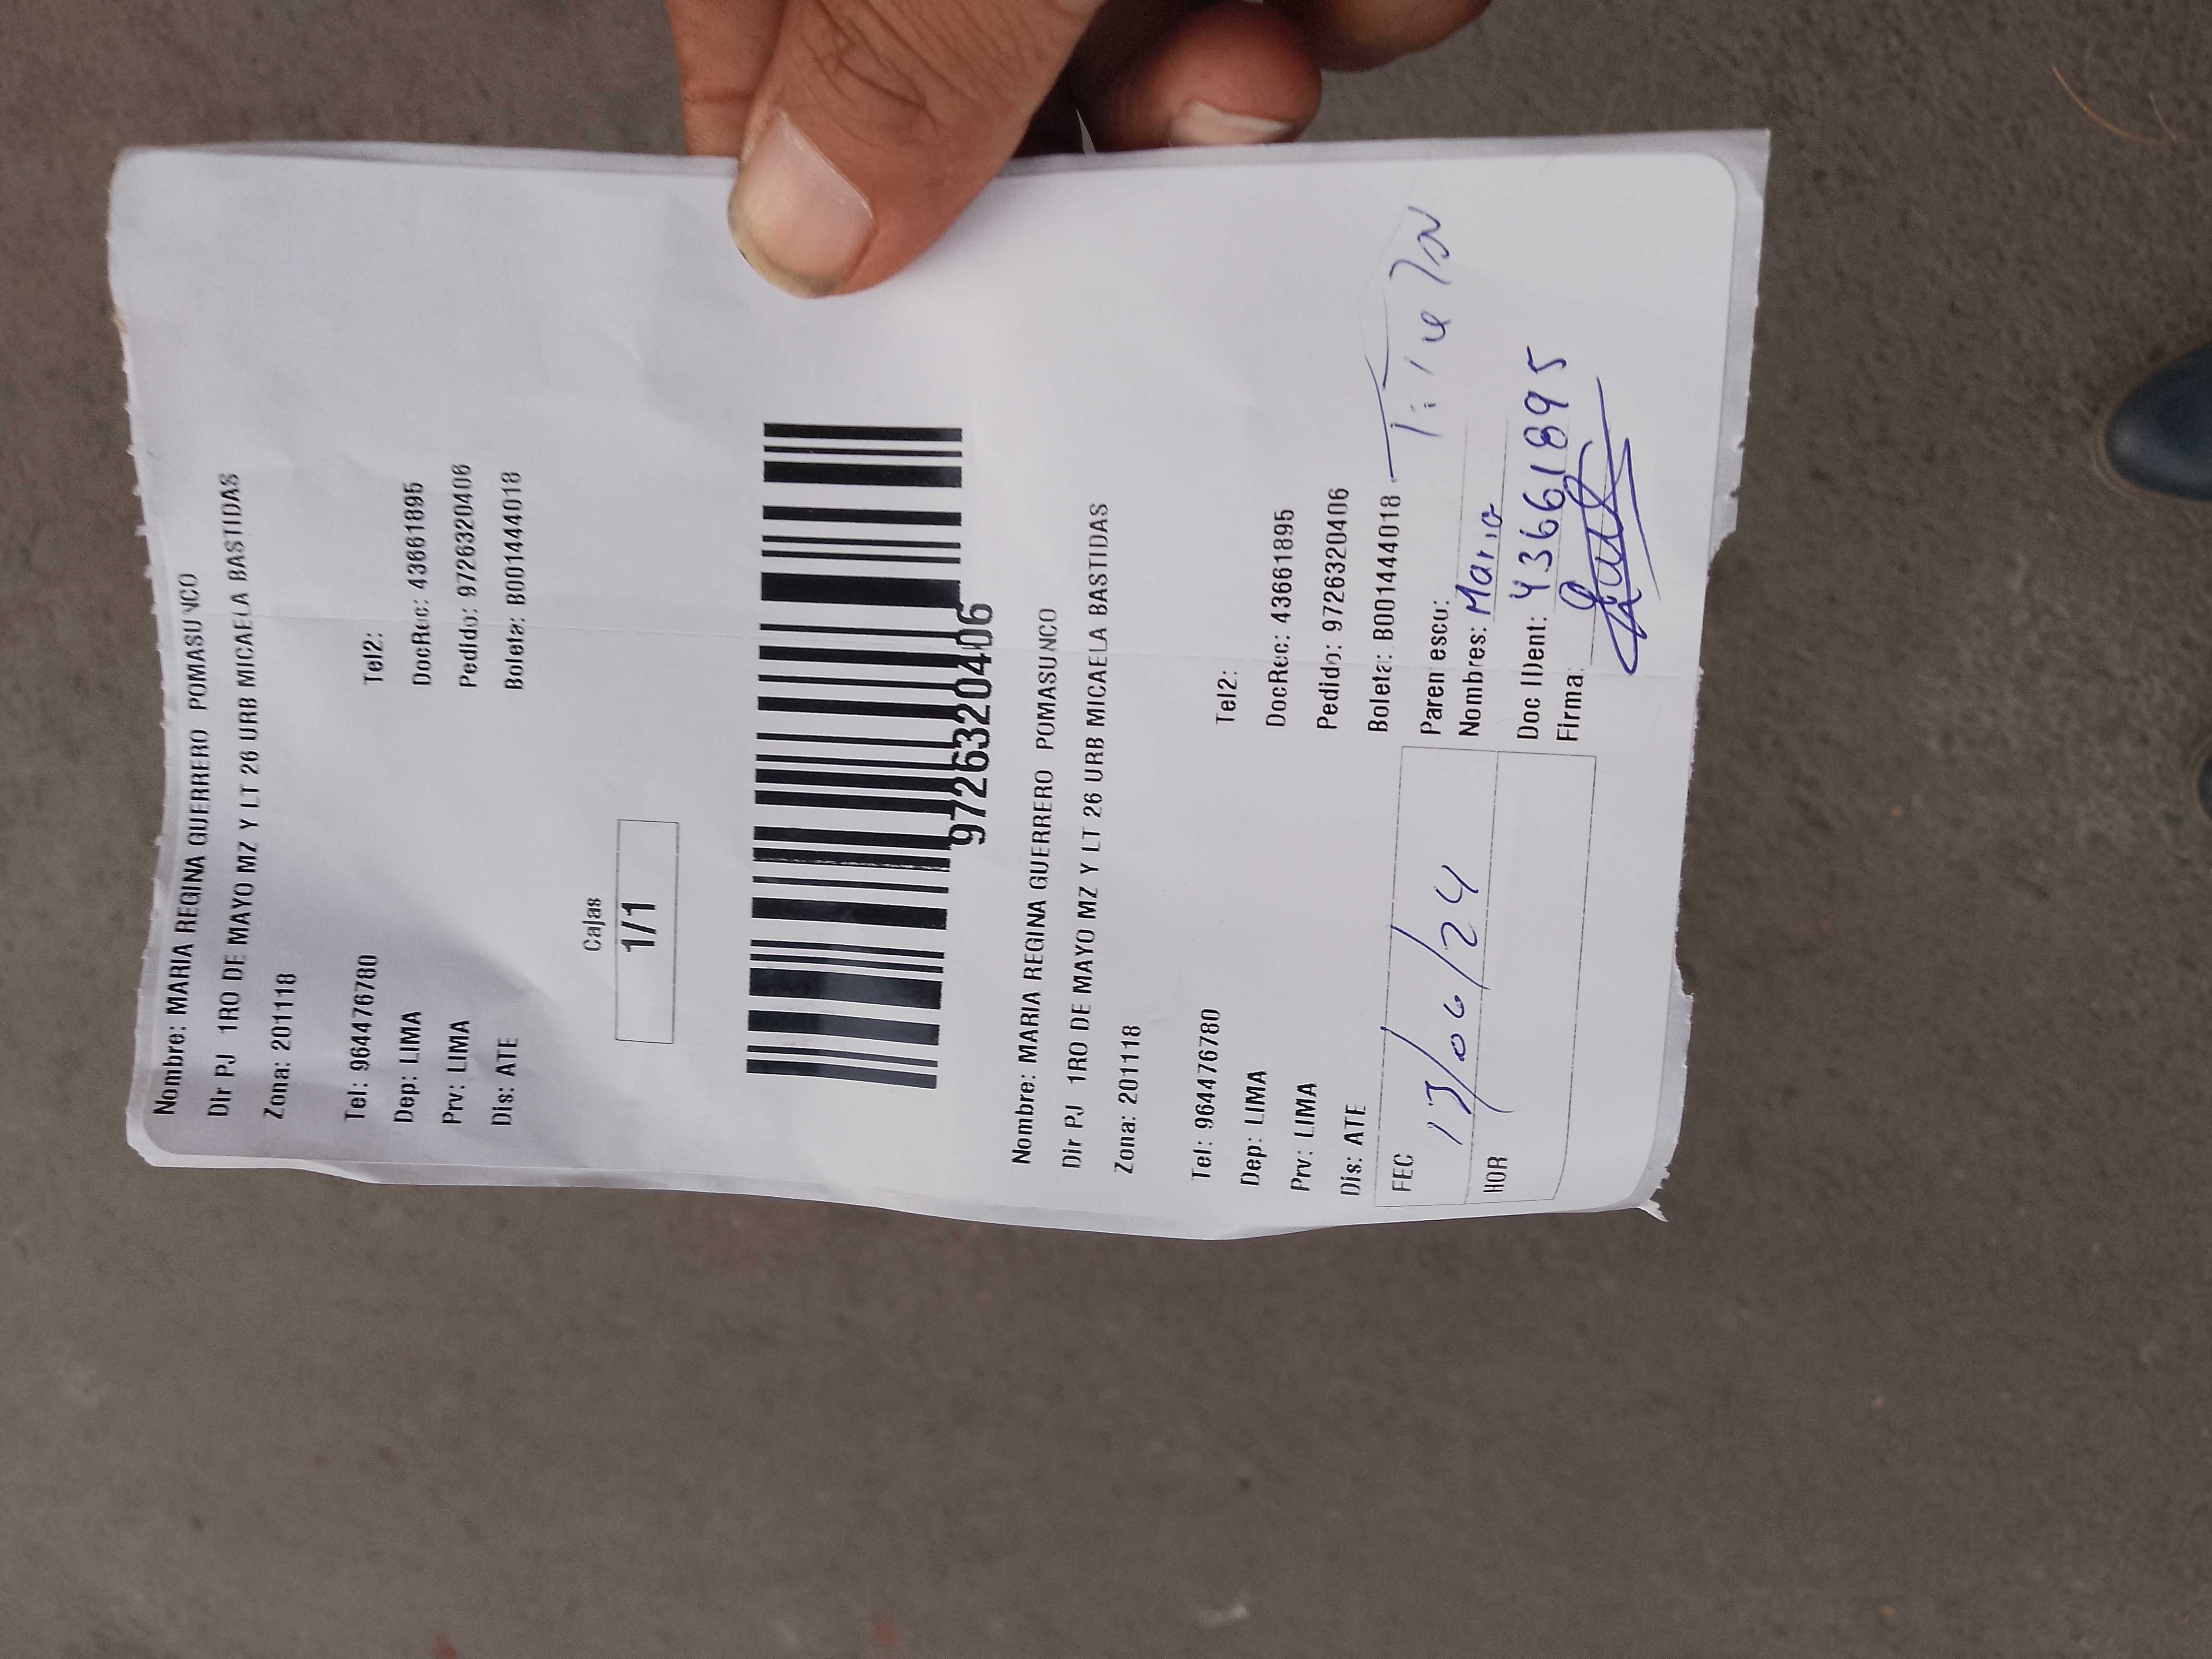 Nombre: MARIA REGINA GUERRERO POMASUNCO
Dir PJ 1RO DE MAYO MZ Y LT 26 URB MICAELA BASTIDAS
Zona: 201118
Tel: 964476780 Tel2:
Dep: LIMA DocRec: 43661895
Prv: LIMA Pedido: 9726320406
Dis: ATE Boleta: B001444018
Cajas
1/1
9726320406
Nombre: MARIA REGINA GUERRERO POMASUNCO
Dir PJ 1RO DE MAYO MZ Y LT 26 URB MICAELA BASTIDAS
Zona: 201118
Tel: 964476780 Tel2:
Dep: LIMA DocRec: 43661895
Prv: LIMA Pedido: 9726320406
Dis: ATE Boleta: B001444018
FEC 13/06/24 Parentesco:
Nombres: Maria
HOR Doc Ident: 43661895
Firma: